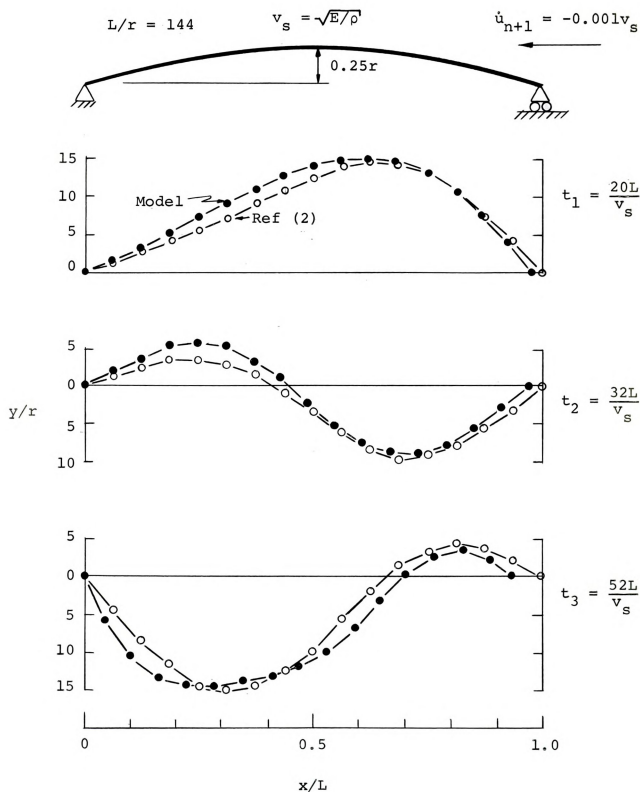 L/r = 144
v_s = √E/ρ
u̇_{n+1} = -0.001v_s
0.25r
15
10
5
0
Model
Ref (2)
t_1 = 20L/v_s
5
0
5
10
y/r
t_2 = 32L/v_s
5
0
5
10
15
t_3 = 52L/v_s
0
0.5
1.0
x/L